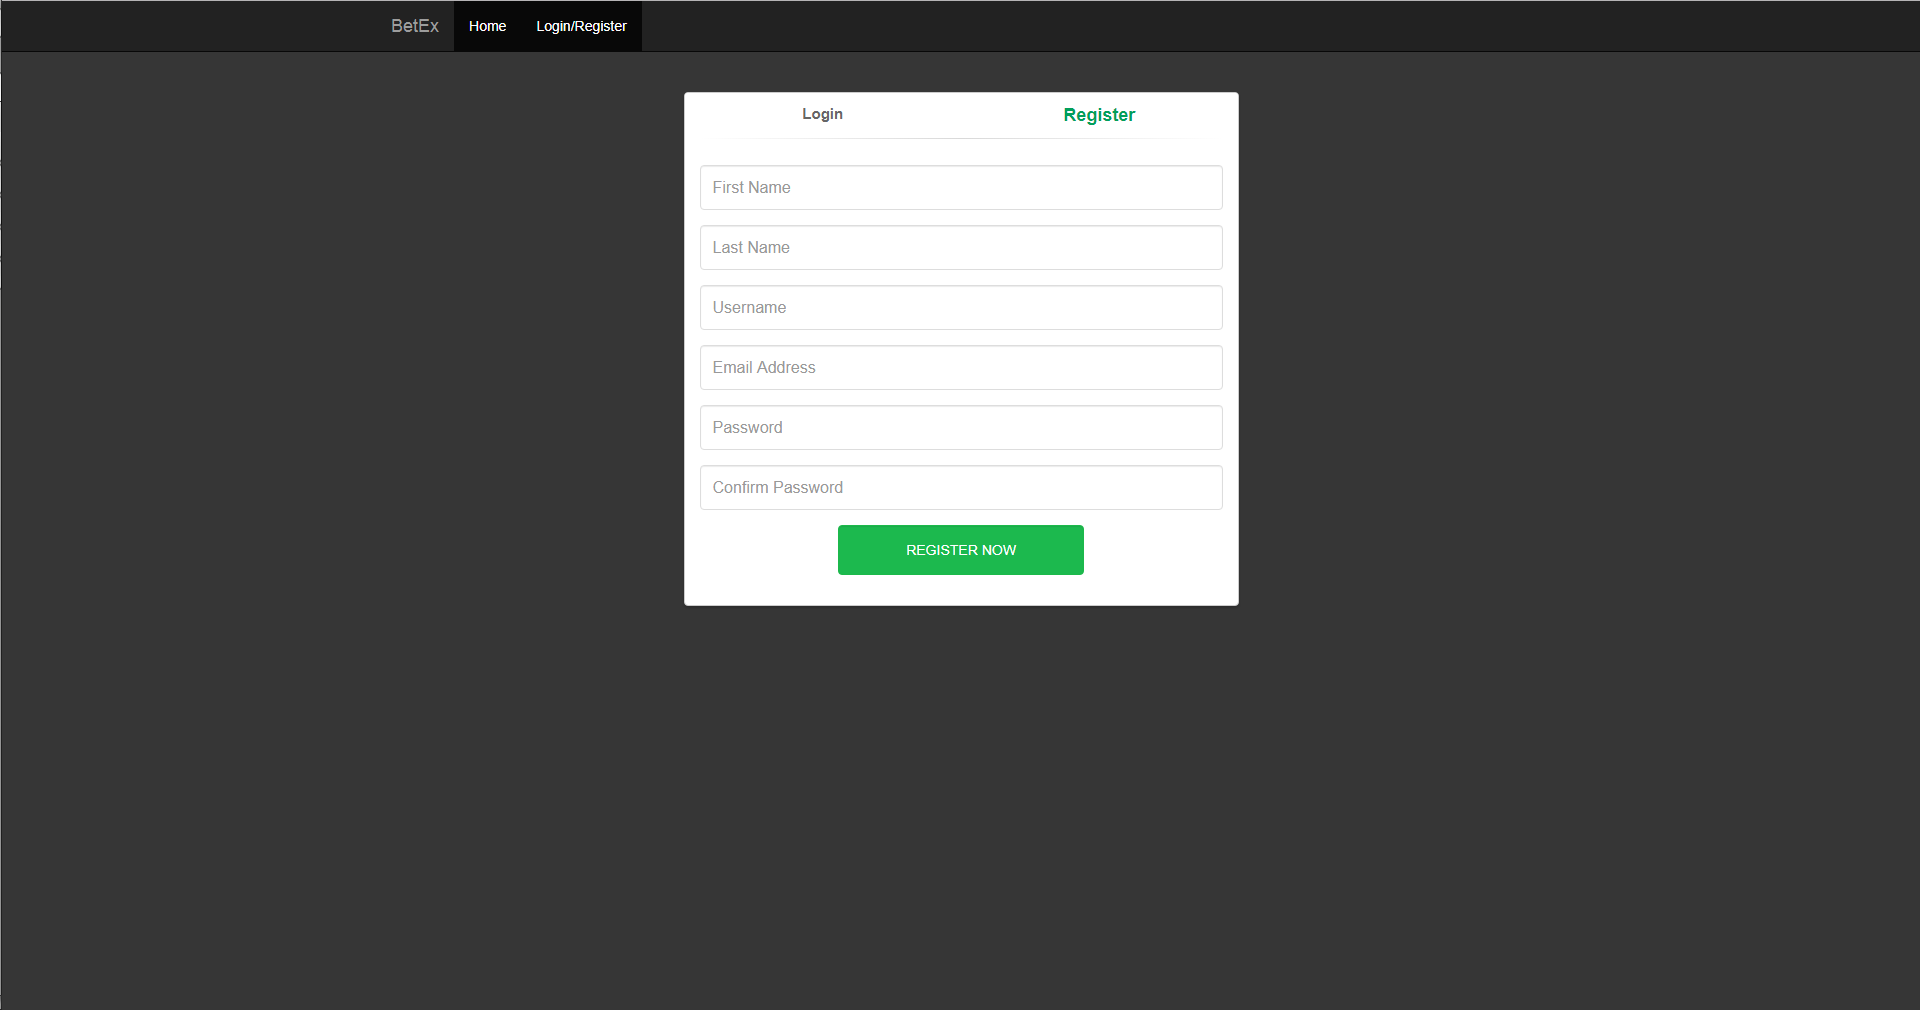 BetEx Home Login/Register
Login Register
First Name
Last Name
Username
Email Address
Password
Confirm Password
REGISTER NOW